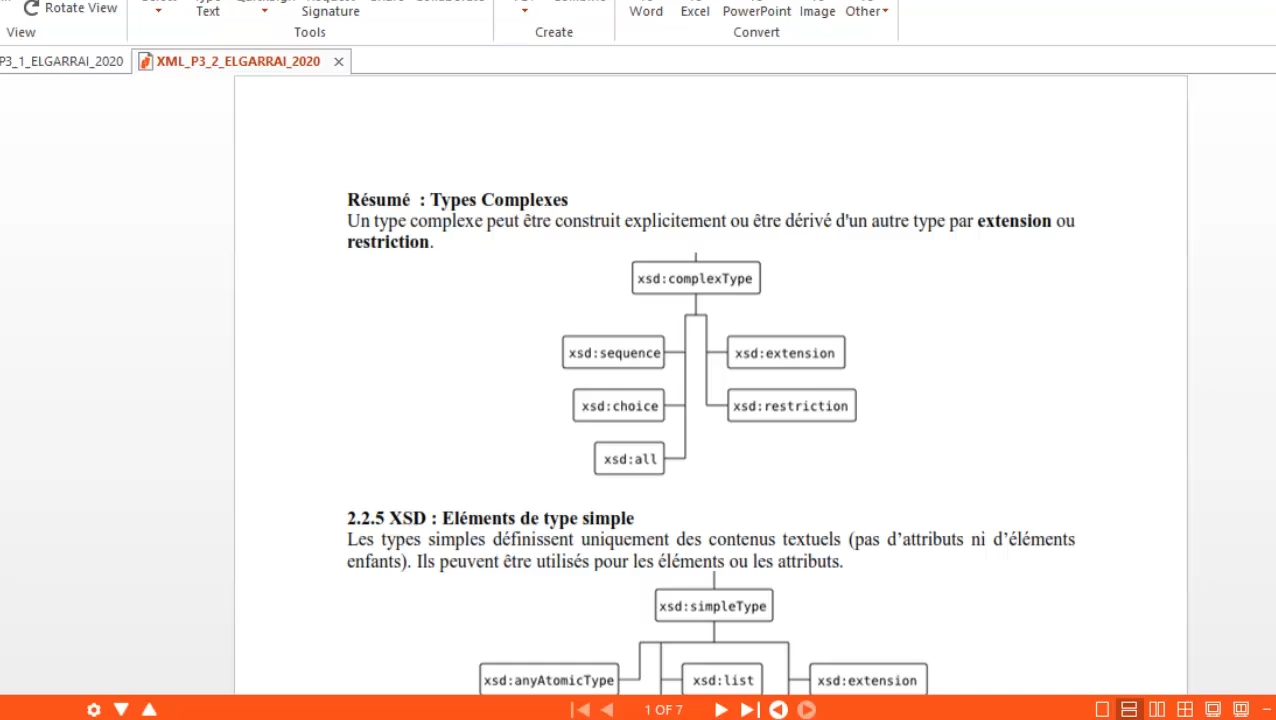 Rotate View
Text
Signature
Word Excel PowerPoint Image Other
View Tools Create Convert
P3_1_ELGARRAI_2020 XML_P3_2_ELGARRAI_2020
Résumé : Types Complexes
Un type complexe peut être construit explicitement ou être dérivé d'un autre type par extension ou
restriction.
xsd:complexType
xsd:sequence xsd:extension
xsd:choice xsd:restriction
xsd:all
2.2.5 XSD : Eléments de type simple
Les types simples définissent uniquement des contenus textuels (pas d’attributs ni d’éléments
enfants). Ils peuvent être utilisés pour les éléments ou les attributs.
xsd:simpleType
xsd:anyAtomicType xsd:list xsd:extension
1 OF 7